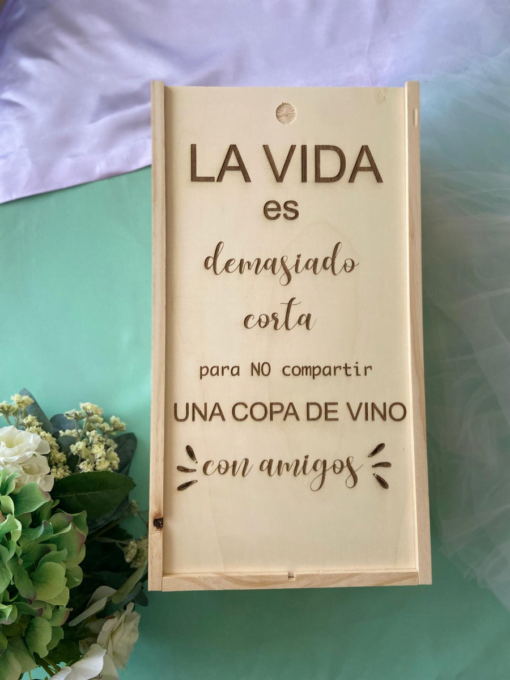 LA VIDA
es
demasiado
corta
para NO compartir
UNA COPA DE VINO
con amigos